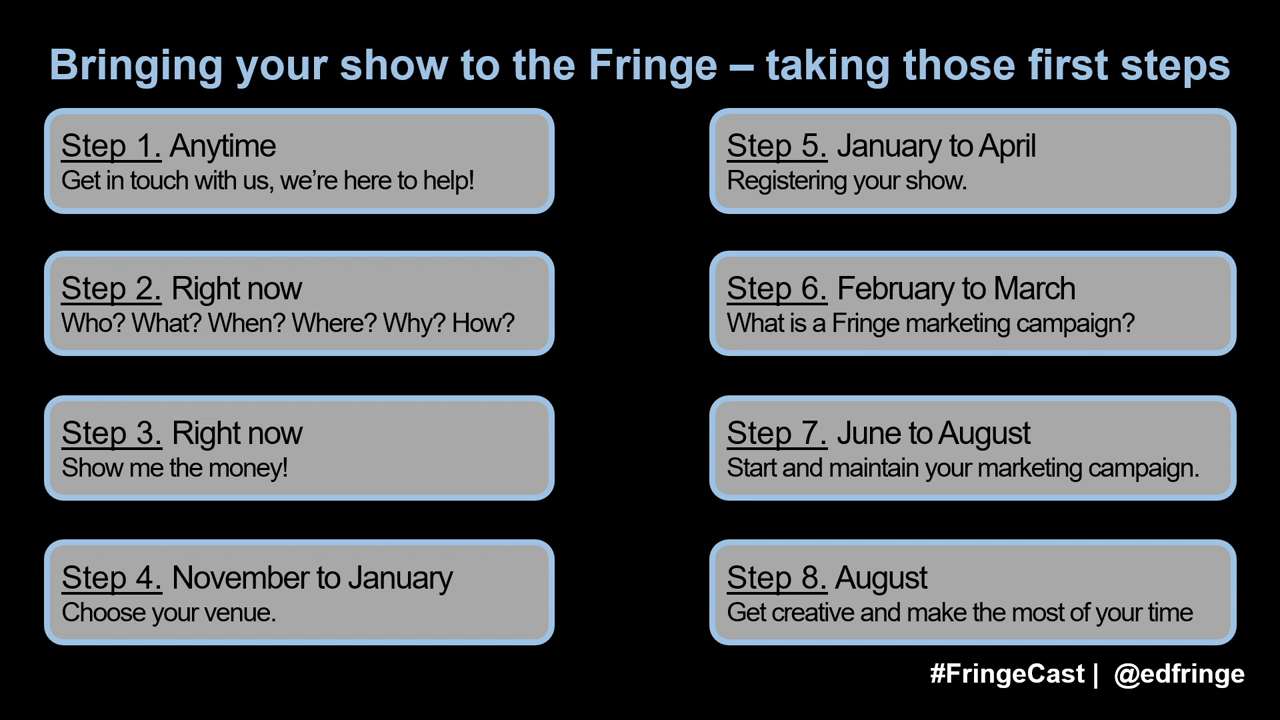 Bringing your show to the Fringe – taking those first steps
Step 1. Anytime
Get in touch with us, we’re here to help!
Step 2. Right now
Who? What? When? Where? Why? How?
Step 3. Right now
Show me the money!
Step 4. November to January
Choose your venue.
Step 5. January to April
Registering your show.
Step 6. February to March
What is a Fringe marketing campaign?
Step 7. June to August
Start and maintain your marketing campaign.
Step 8. August
Get creative and make the most of your time
#FringeCast | @edfringe